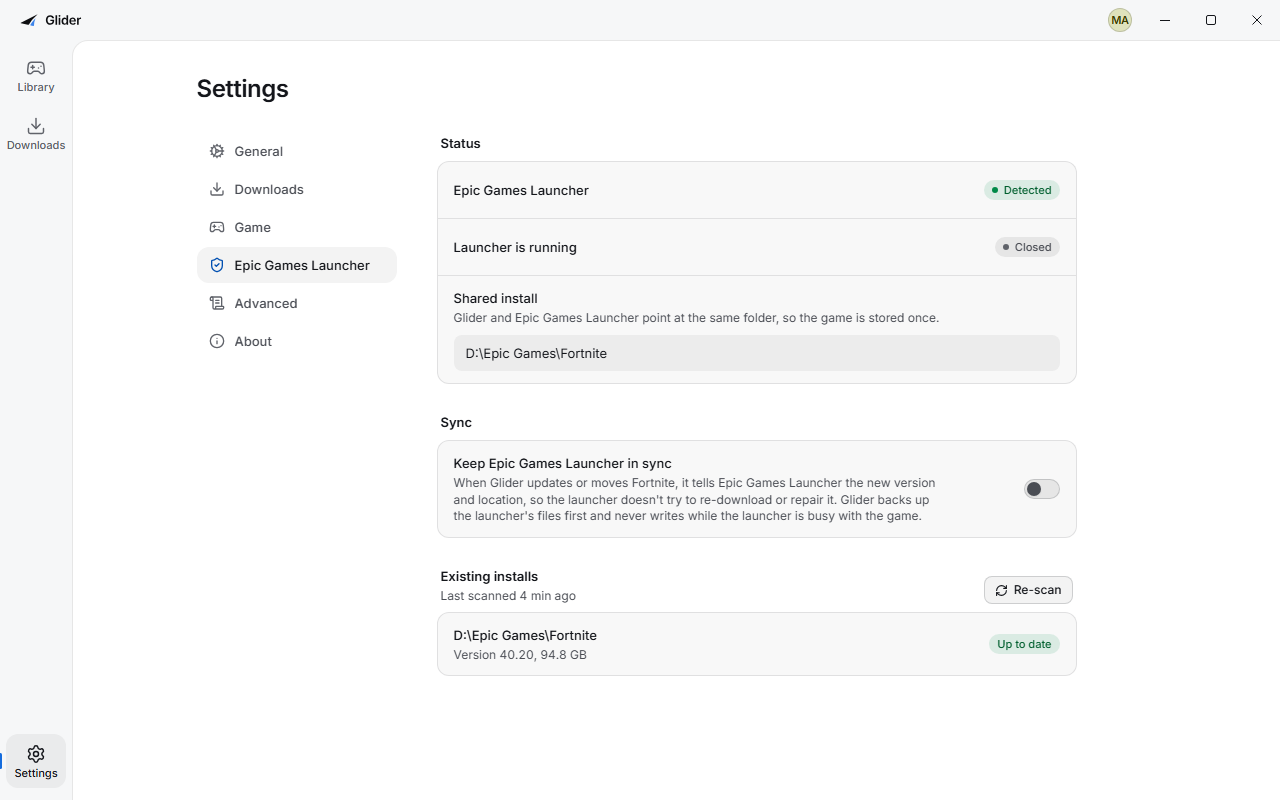 Glider
MA
Library
Downloads
Settings
Settings
General
Downloads
Game
Epic Games Launcher
Advanced
About
Status
Epic Games Launcher
Detected
Launcher is running
Closed
Shared install
Glider and Epic Games Launcher point at the same folder, so the game is stored once.
D:\Epic Games\Fortnite
Sync
Keep Epic Games Launcher in sync
When Glider updates or moves Fortnite, it tells Epic Games Launcher the new version
and location, so the launcher doesn't try to re-download or repair it. Glider backs up
the launcher's files first and never writes while the launcher is busy with the game.
Existing installs
Last scanned 4 min ago
Re-scan
D:\Epic Games\Fortnite
Version 40.20, 94.8 GB
Up to date